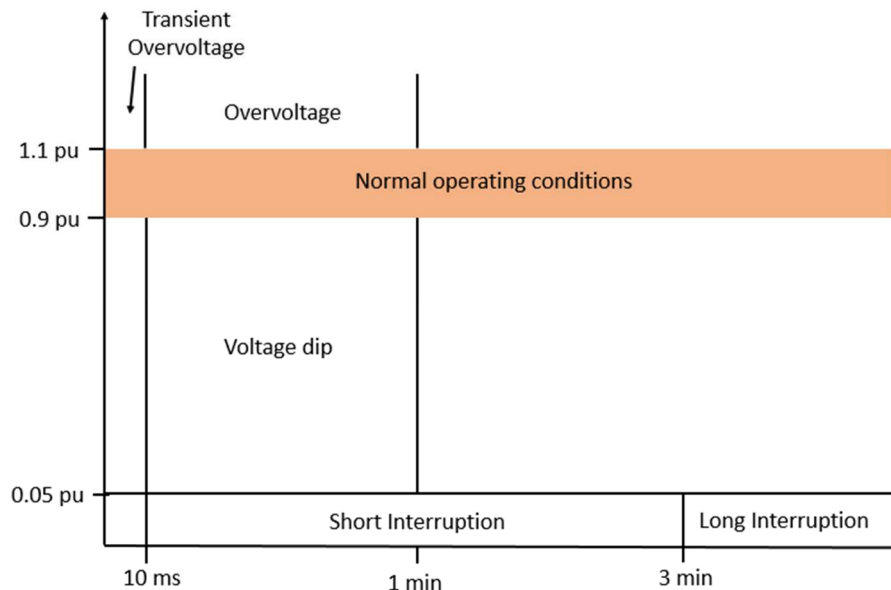 Transient
Overvoltage
Overvoltage
1.1 pu
Normal operating conditions
0.9 pu
Voltage dip
0.05 pu
Short Interruption
Long Interruption
10 ms
1 min
3 min